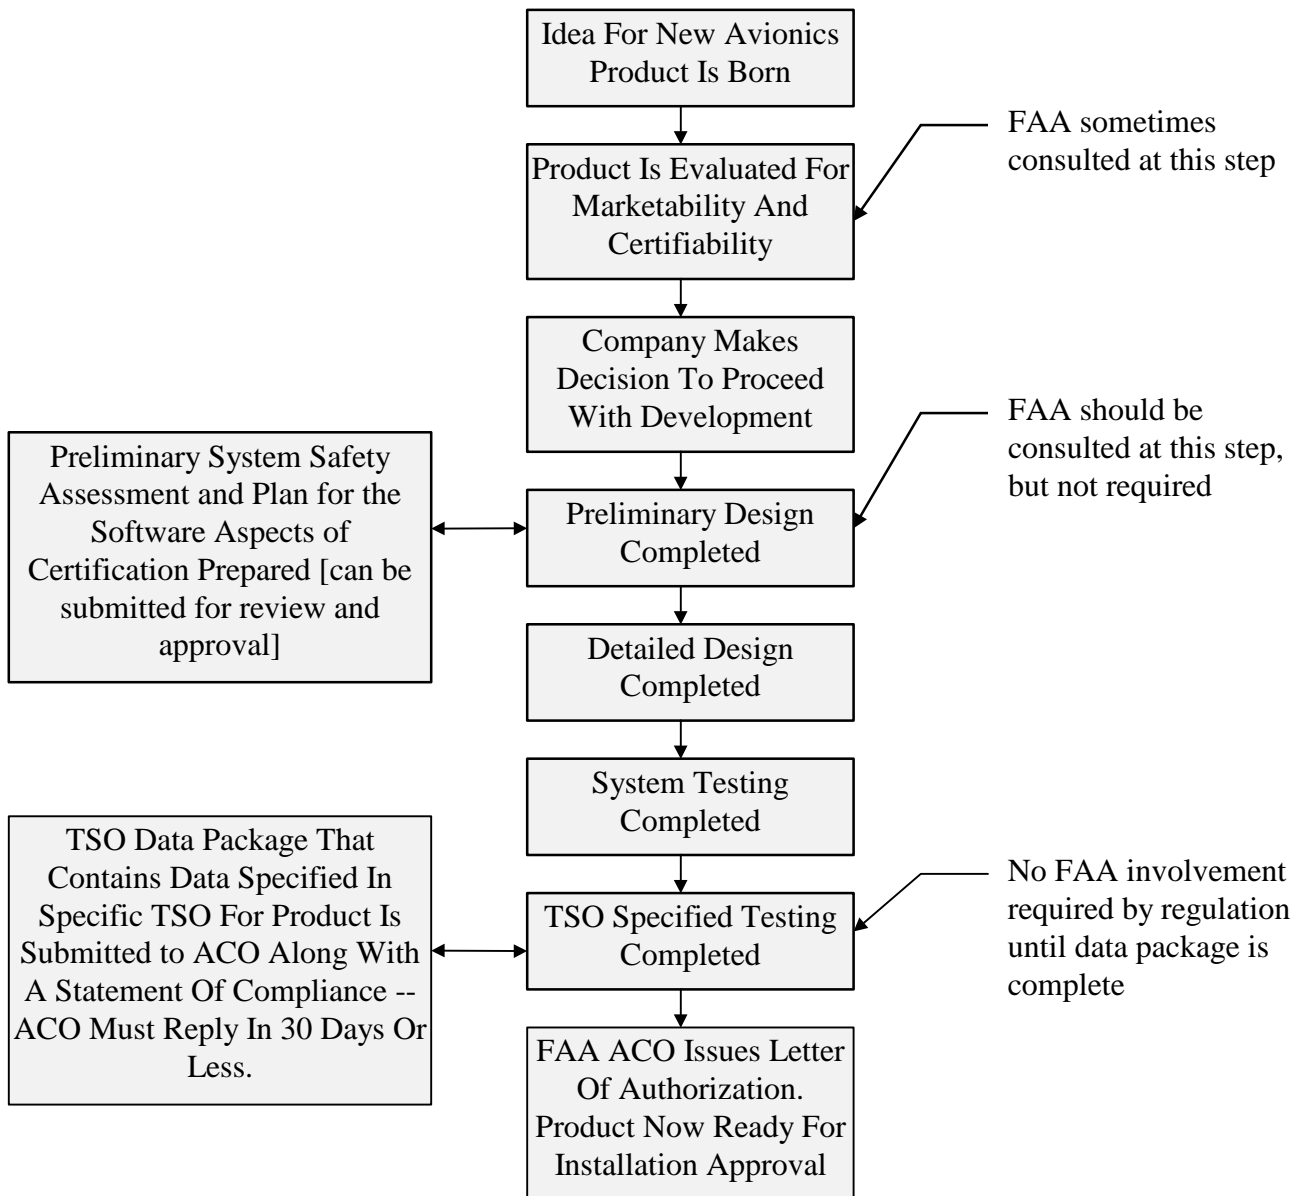 Idea For New Avionics
Product Is Born
FAA sometimes
consulted at this step
Product Is Evaluated For
Marketability And
Certifiability
Company Makes
Decision To Proceed
With Development
FAA should be
consulted at this step,
but not required
Preliminary System Safety
Assessment and Plan for the
Software Aspects of
Certification Prepared [can be
submitted for review and
approval]
Preliminary Design
Completed
Detailed Design
Completed
System Testing
Completed
TSO Data Package That
Contains Data Specified In
Specific TSO For Product Is
Submitted to ACO Along With
A Statement Of Compliance --
ACO Must Reply In 30 Days Or
Less.
TSO Specified Testing
Completed
No FAA involvement
required by regulation
until data package is
complete
FAA ACO Issues Letter
Of Authorization.
Product Now Ready For
Installation Approval